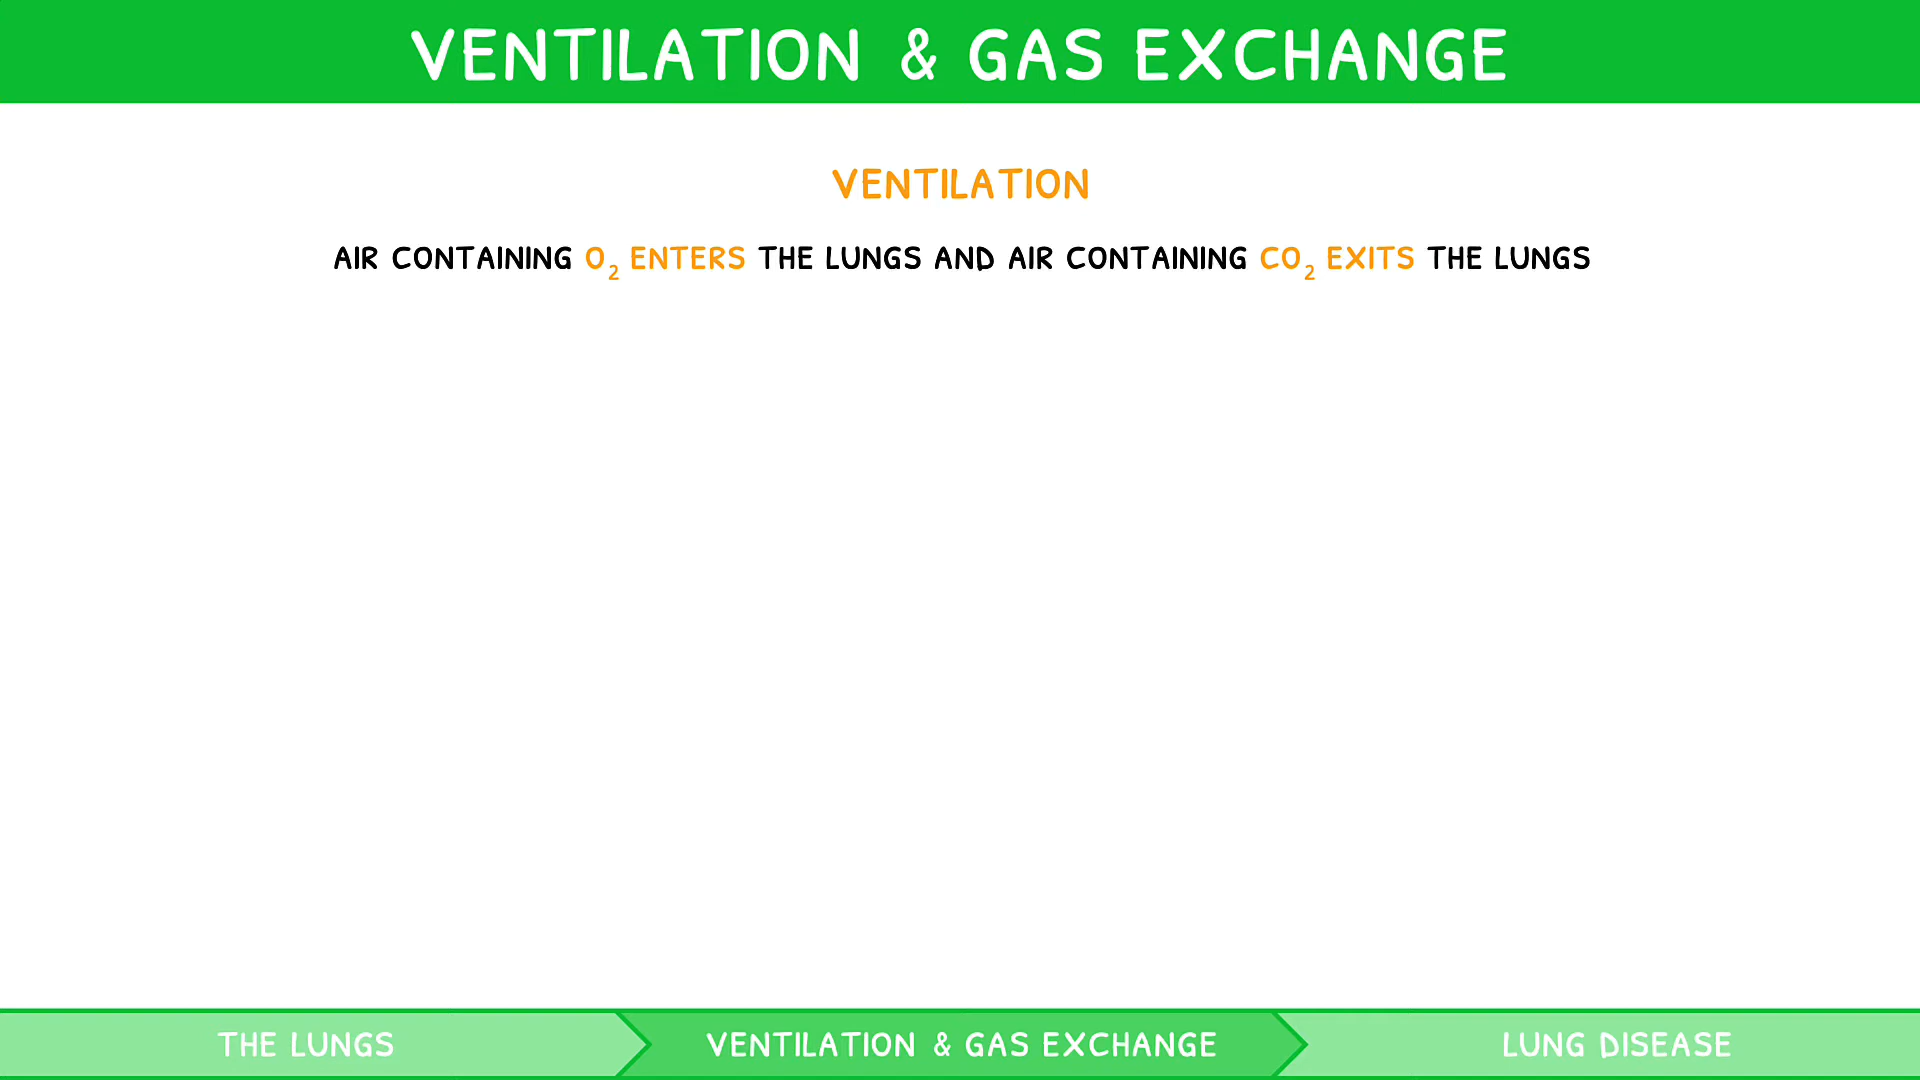 VENTILATION & GAS EXCHANGE
VENTILATION
AIR CONTAINING O₂ ENTERS THE LUNGS AND AIR CONTAINING CO₂ EXITS THE LUNGS
THE LUNGS
VENTILATION & GAS EXCHANGE
LUNG DISEASE